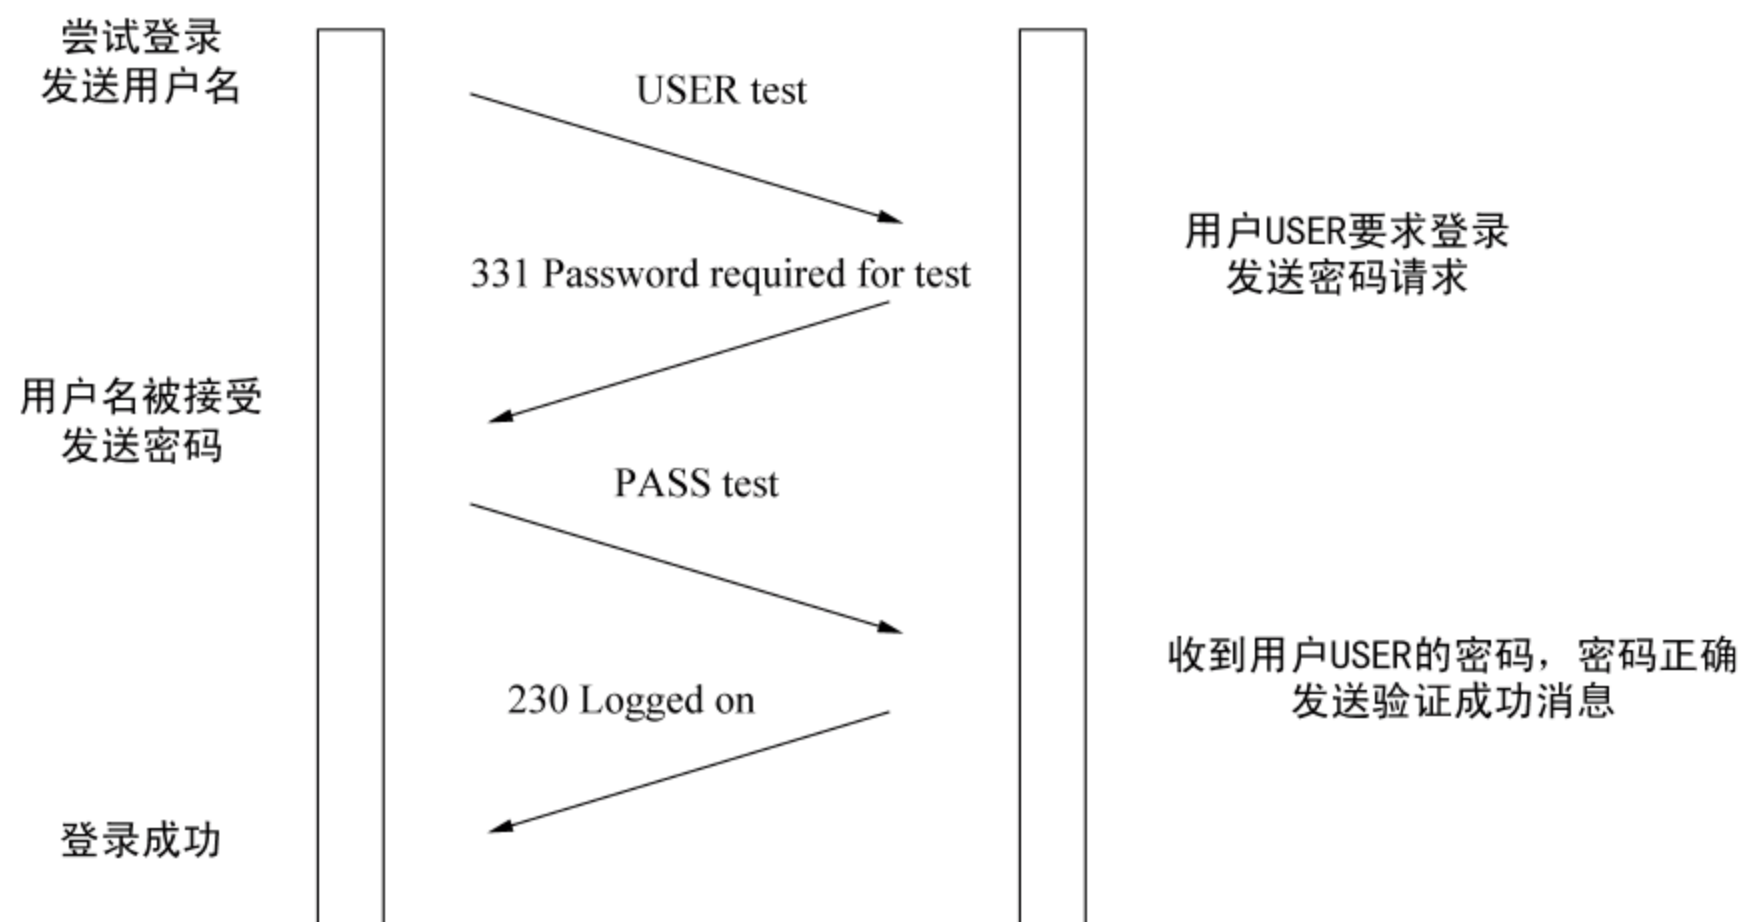 尝试登录
发送用户名
USER test
用户USER要求登录
发送密码请求
331 Password required for test
用户名被接受
发送密码
PASS test
收到用户USER的密码，密码正确
发送验证成功消息
230 Logged on
登录成功